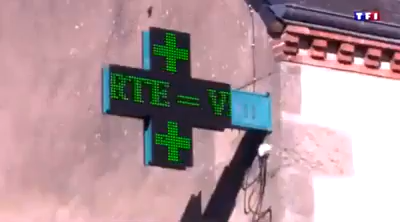 TF1
RTE = V